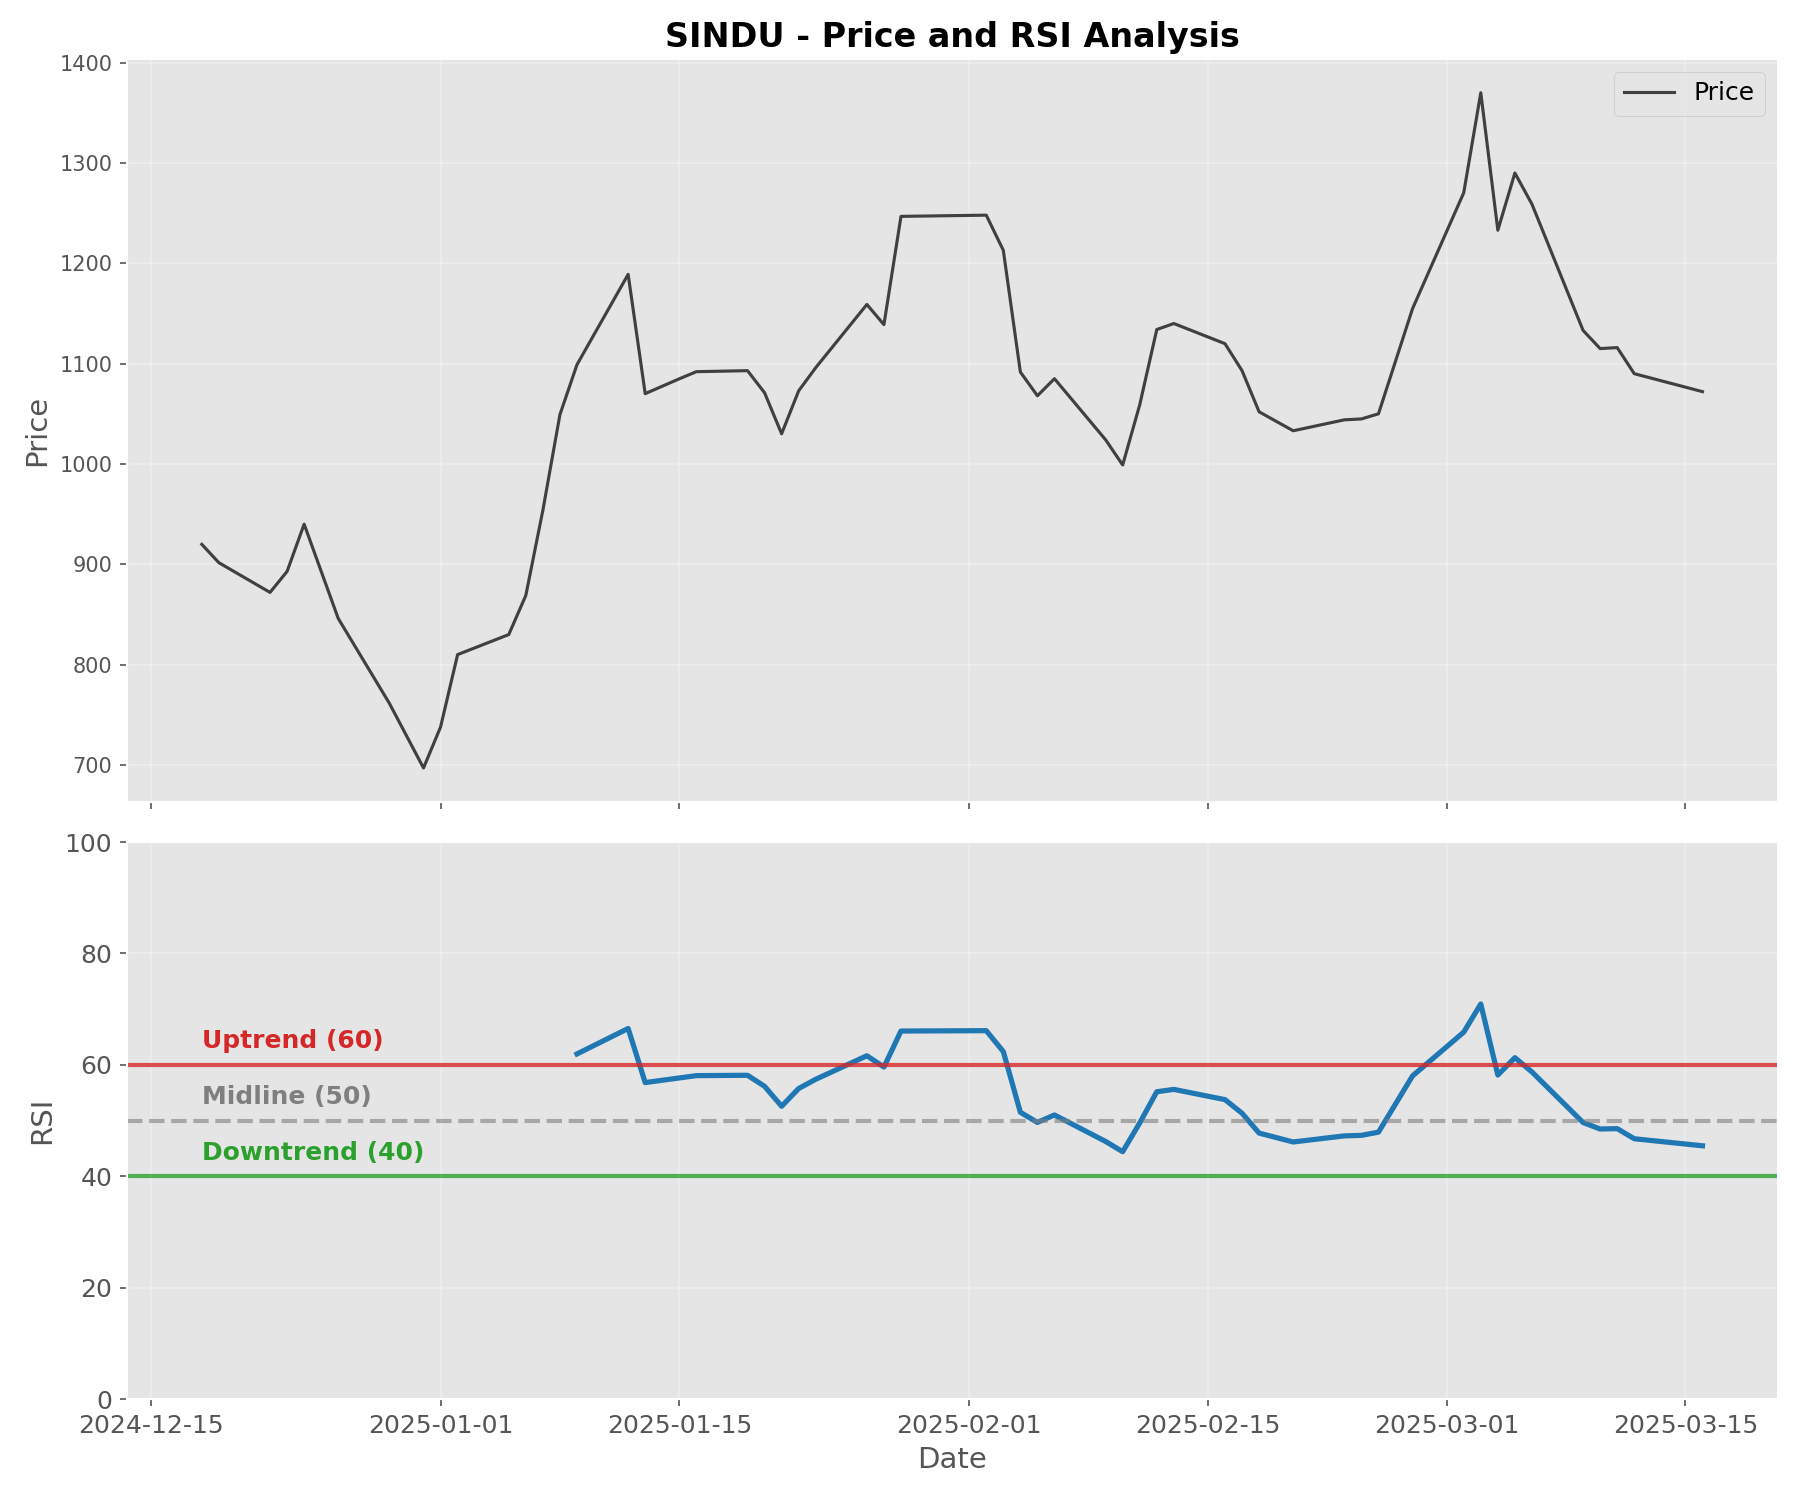 SINDU - Price and RSI Analysis
1400
1300
1200
1100
1000
900
800
700
Price
Price
100
80
60
40
20
0
RSI
Uptrend (60)
Midline (50)
Downtrend (40)
2024-12-15
2025-01-01
2025-01-15
2025-02-01
2025-02-15
2025-03-01
2025-03-15
Date